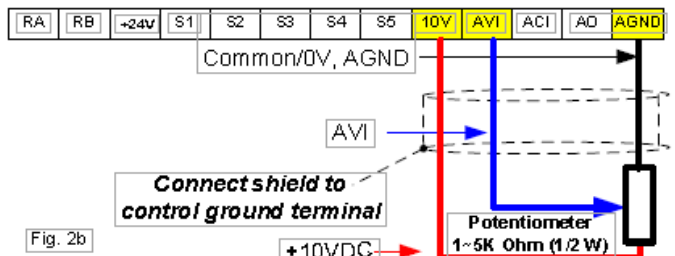 RA RB +24V S1 S2 S3 S4 S5 10V AVI ACI AO AGND
Common/0V, AGND
AVI
Connect shield to
control ground terminal
Potentiometer
1~5K Ohm (1/2 W)
Fig. 2b
+10VDC